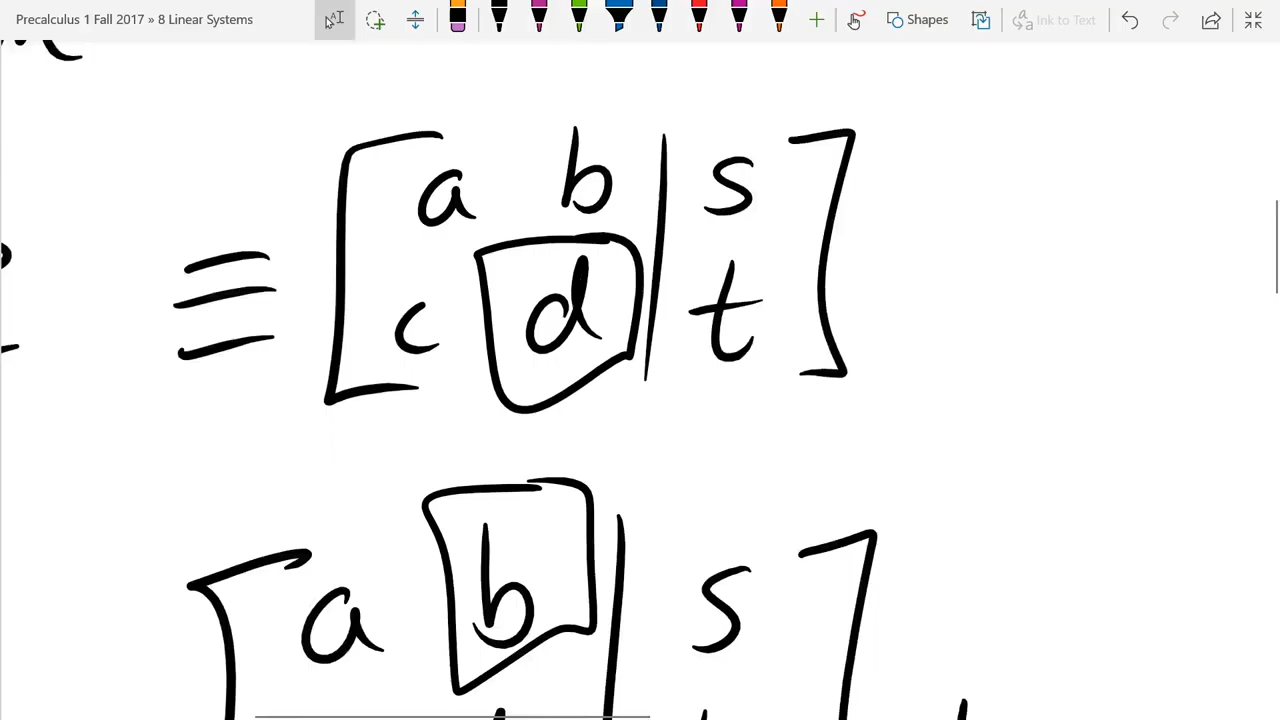 Precalculus 1 Fall 2017 » 8 Linear Systems Shapes Ink to Text
≡ [ a b | s ]
c d | t
[ a b | s ]